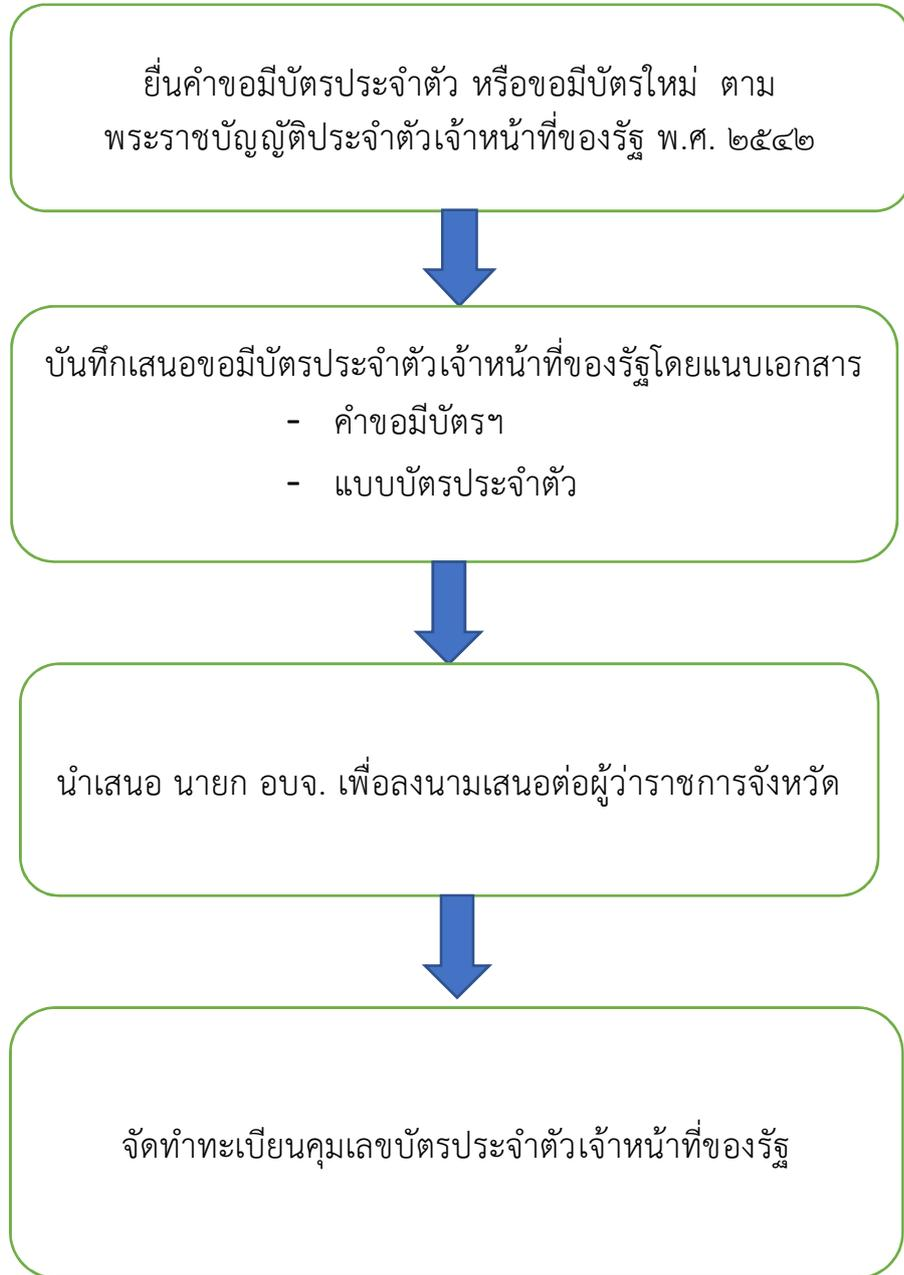 ยื่นคำขอมีบัตรประจำตัว หรือขอมีบัตรใหม่ ตาม
พระราชบัญญัติประจำตัวเจ้าหน้าที่ของรัฐ พ.ศ. ๒๕๔๒
บันทึกเสนอขอมีบัตรประจำตัวเจ้าหน้าที่ของรัฐโดยแนบเอกสาร
- คำขอมีบัตรฯ
- แบบบัตรประจำตัว
นำเสนอ นายก อบจ. เพื่อลงนามเสนอต่อผู้ว่าราชการจังหวัด
จัดทำทะเบียนคุมเลขบัตรประจำตัวเจ้าหน้าที่ของรัฐ